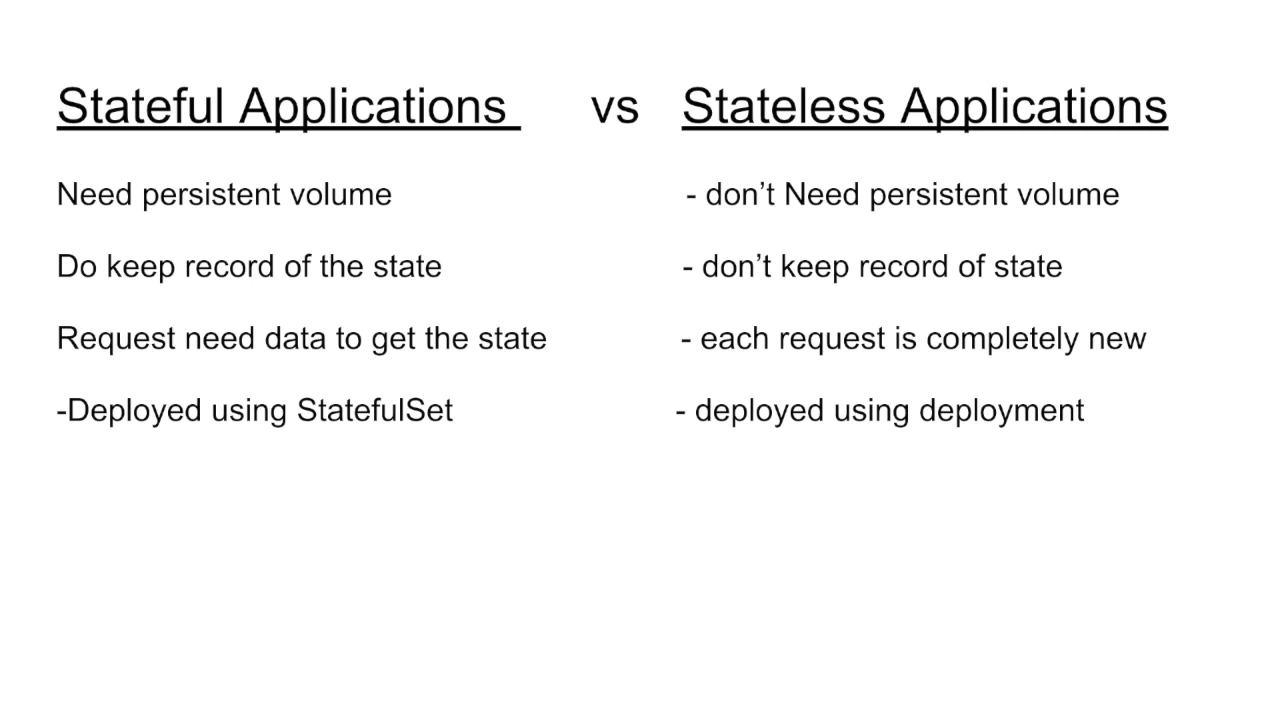 Stateful Applications vs Stateless Applications
Need persistent volume - don’t Need persistent volume
Do keep record of the state - don’t keep record of state
Request need data to get the state - each request is completely new
-Deployed using StatefulSet - deployed using deployment